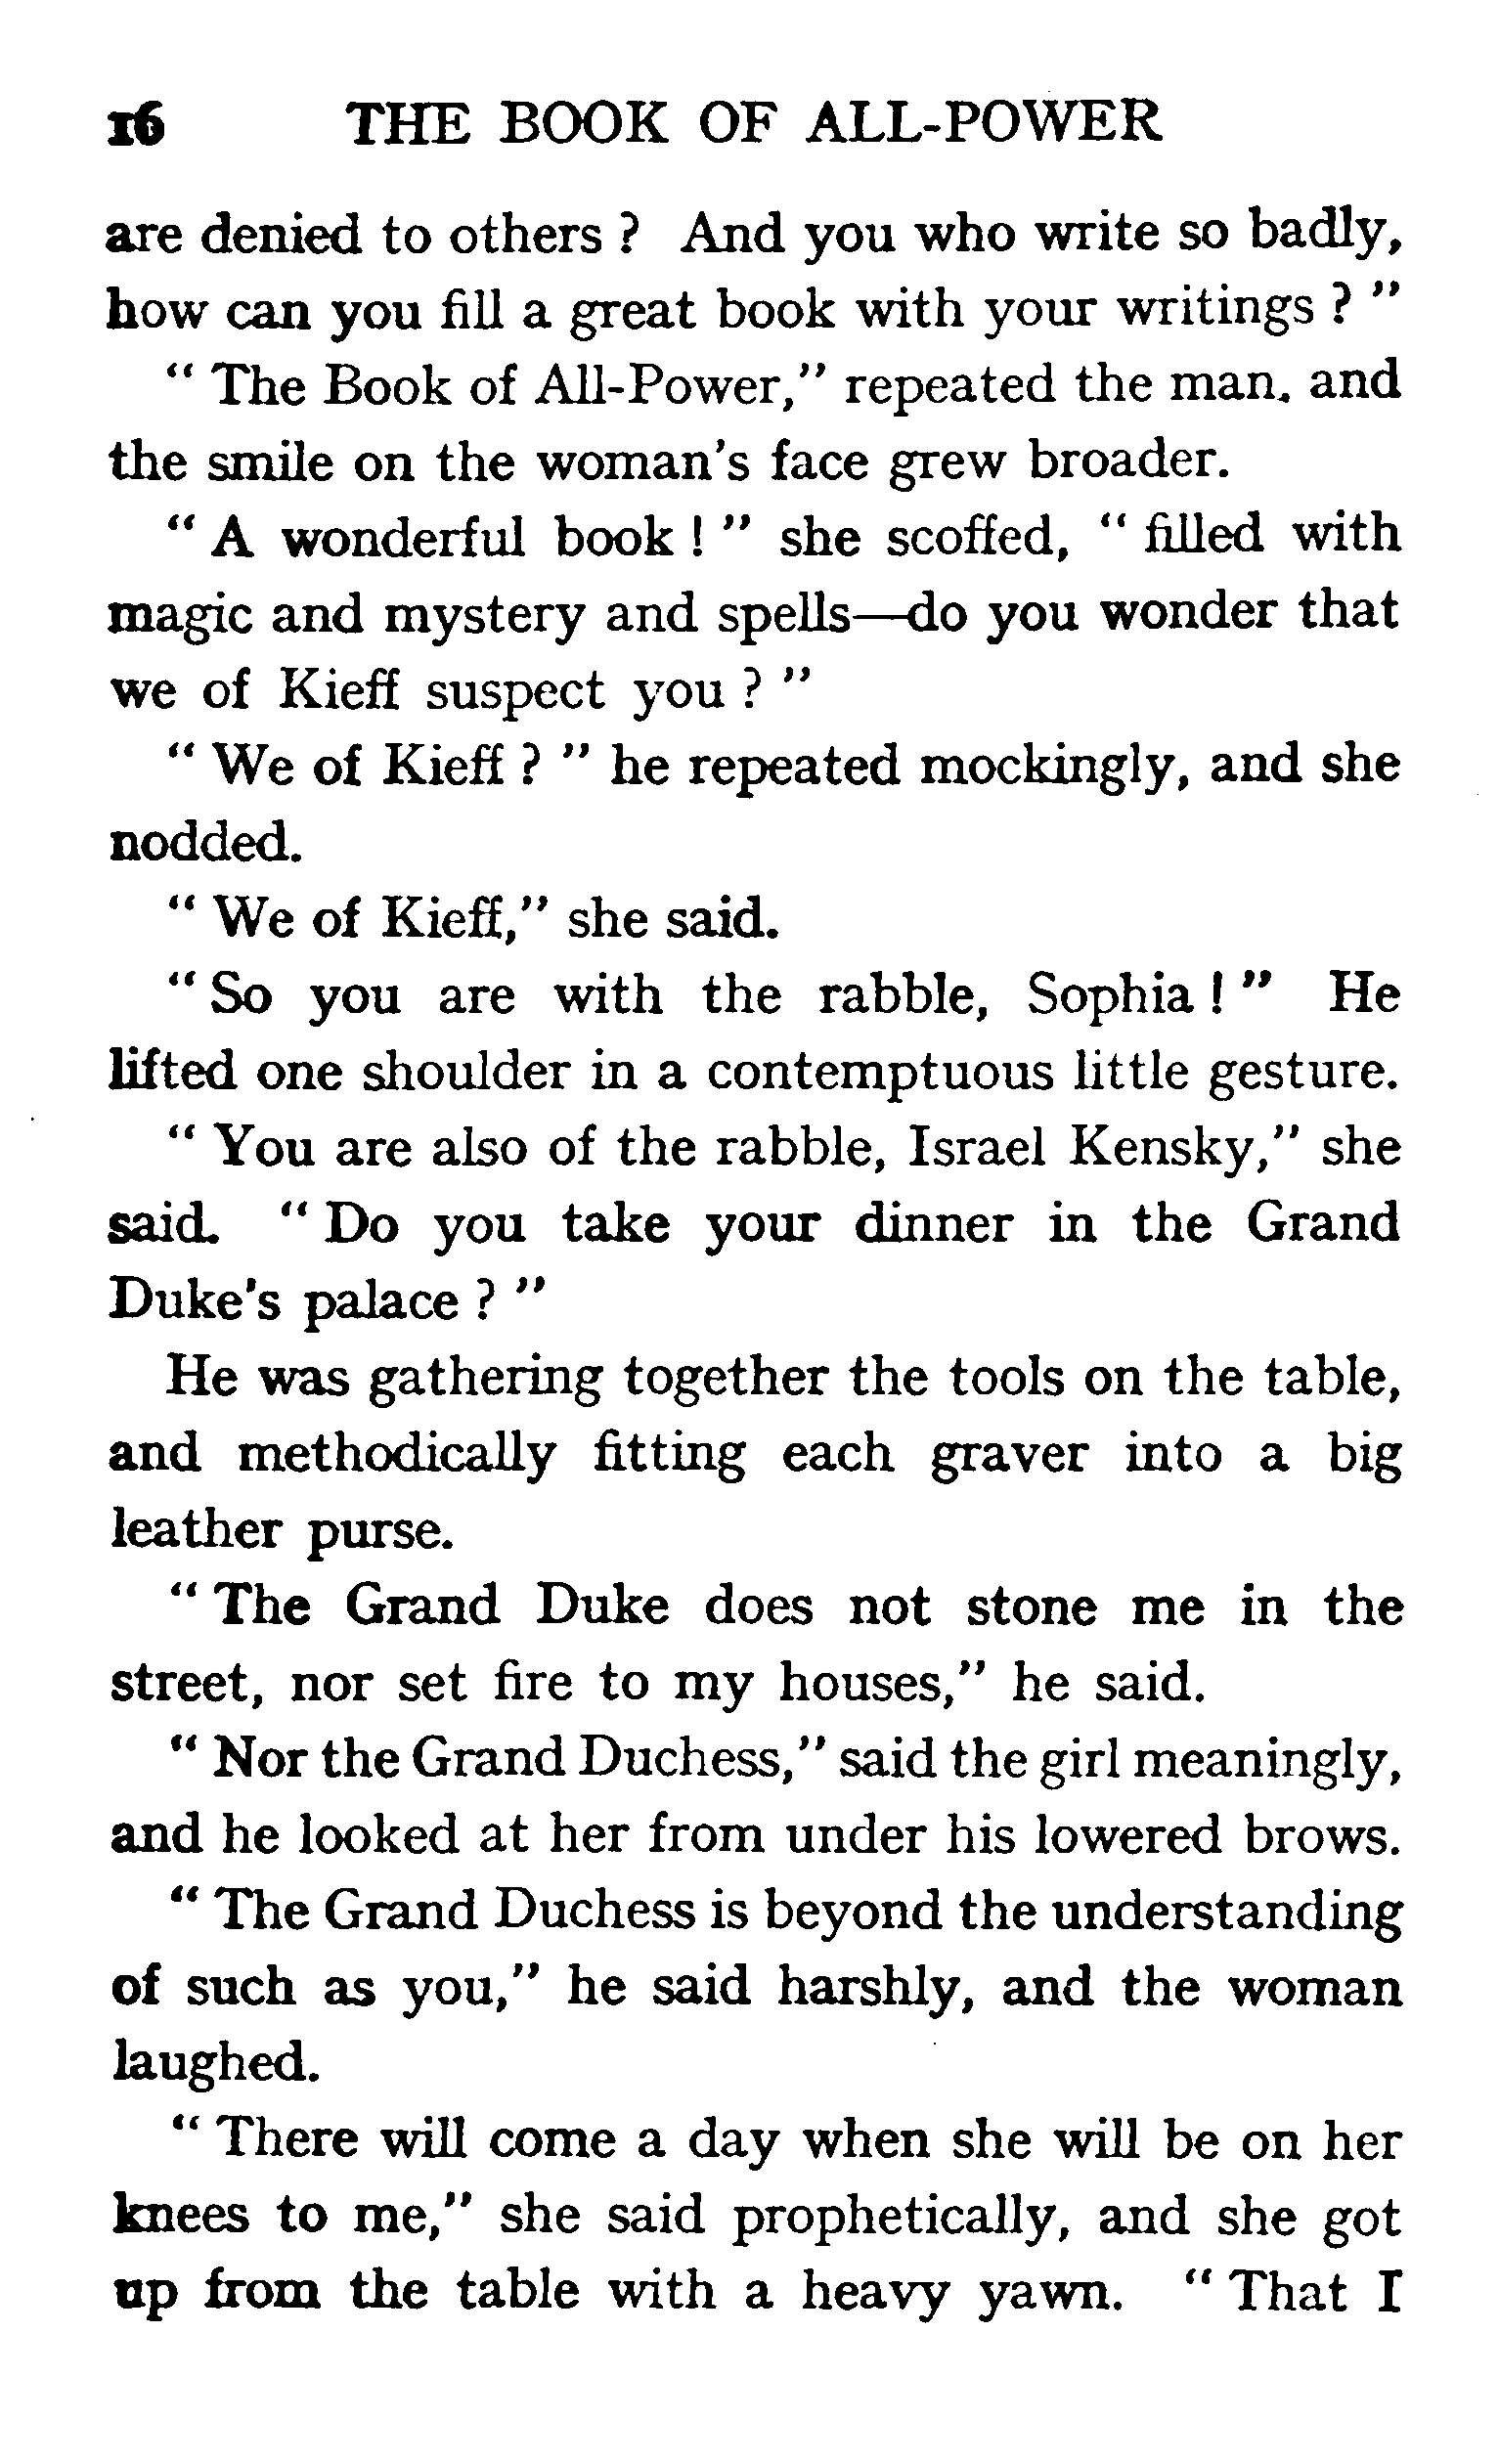 16 THE BOOK OF ALL-POWER
are denied to others ? And you who write so badly,
how can you fill a great book with your writings ? "
" The Book of All-Power," repeated the man. and
the smile on the woman's face grew broader.
" A wonderful book ! " she scoffed, " filled with
magic and mystery and spells—do you wonder that
we of Kieff suspect you ? "
" We of Kieff ? " he repeated mockingly, and she
nodded.
" We of Kieff," she said.
" So you are with the rabble, Sophia ! " He
lifted one shoulder in a contemptuous little gesture.
" You are also of the rabble, Israel Kensky," she
said. " Do you take your dinner in the Grand
Duke's palace ? "
He was gathering together the tools on the table,
and methodically fitting each graver into a big
leather purse.
" The Grand Duke does not stone me in the
street, nor set fire to my houses," he said.
" Nor the Grand Duchess," said the girl meaningly,
and he looked at her from under his lowered brows.
" The Grand Duchess is beyond the understanding
of such as you," he said harshly, and the woman
laughed.
" There will come a day when she will be on her
knees to me," she said prophetically, and she got
up from the table with a heavy yawn. " That I